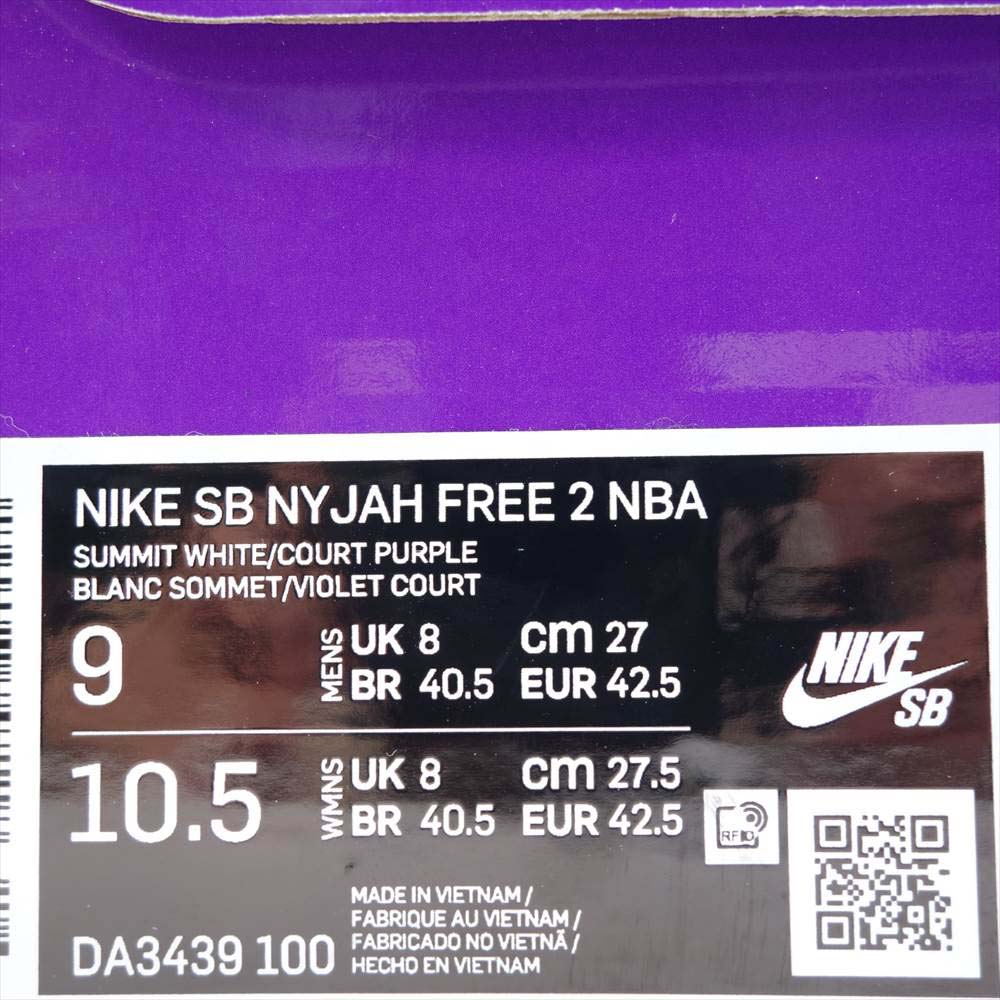 NIKE SB NYJAH FREE 2 NBA
SUMMIT WHITE/COURT PURPLE
BLANC SOMMET/VIOLET COURT
9 MENS UK 8 cm 27
BR 40.5 EUR 42.5
NIKE SB
10.5 WMNS UK 8 cm 27.5
BR 40.5 EUR 42.5
RFID
MADE IN VIETNAM /
FABRIQUE AU VIETNAM /
FABRICADO NO VIETNÃ /
HECHO EN VIETNAM
DA3439 100